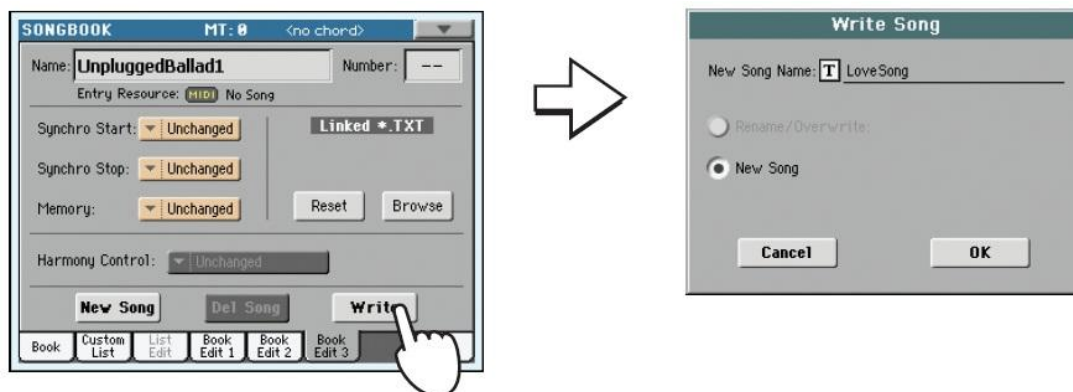 SONGBOOK MT: 0 <no chord>
Name: UnpluggedBallad1 Number: --
Entry Resource: MIDI No Song
Synchro Start: Unchanged Linked *.TXT
Synchro Stop: Unchanged
Memory: Unchanged Reset Browse
Harmony Control: Unchanged
New Song Del Song Write
Book Custom List List Edit Book Edit 1 Book Edit 2 Book Edit 3
Write Song
New Song Name: T LoveSong
Rename/Overwrite:
New Song
Cancel OK